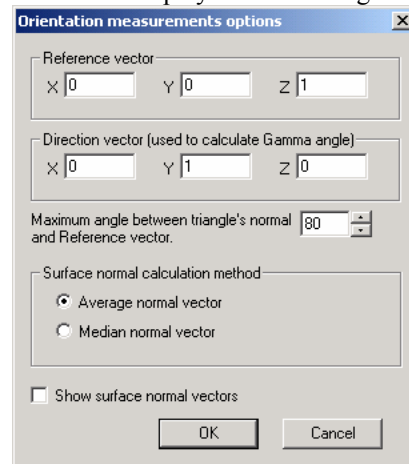 Orientation measurements options
Reference vector
X 0 Y 0 Z 1
Direction vector (used to calculate Gamma angle)
X 0 Y 1 Z 0
Maximum angle between triangle's normal 80
and Reference vector.
Surface normal calculation method
Average normal vector
Median normal vector
Show surface normal vectors
OK Cancel